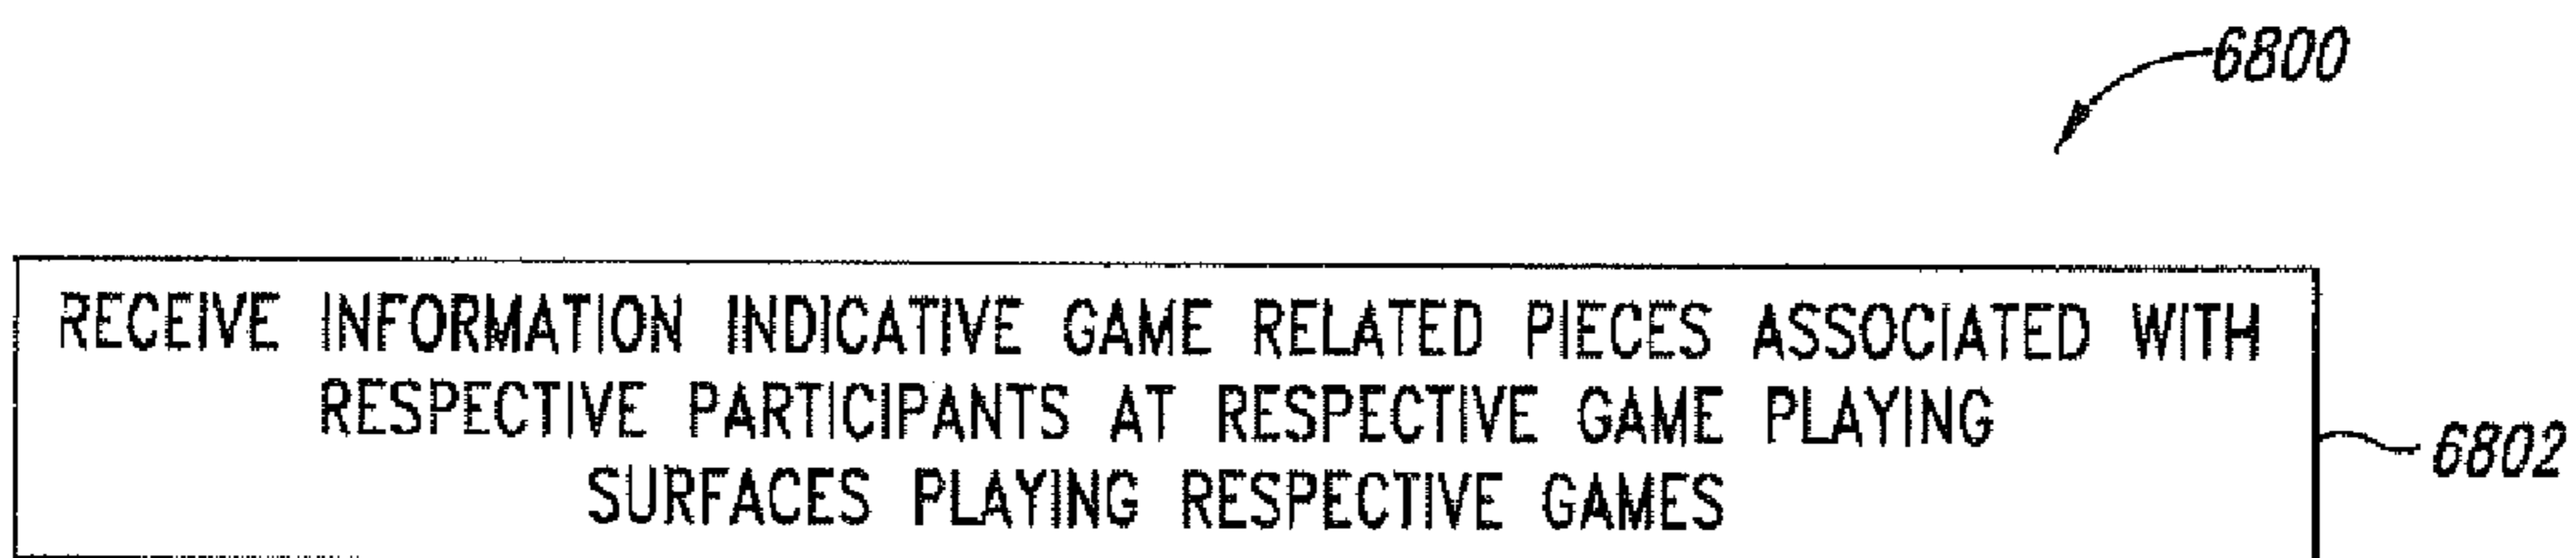 6800
RECEIVE INFORMATION INDICATIVE GAME RELATED PIECES ASSOCIATED WITH
RESPECTIVE PARTICIPANTS AT RESPECTIVE GAME PLAYING
SURFACES PLAYING RESPECTIVE GAMES
6802